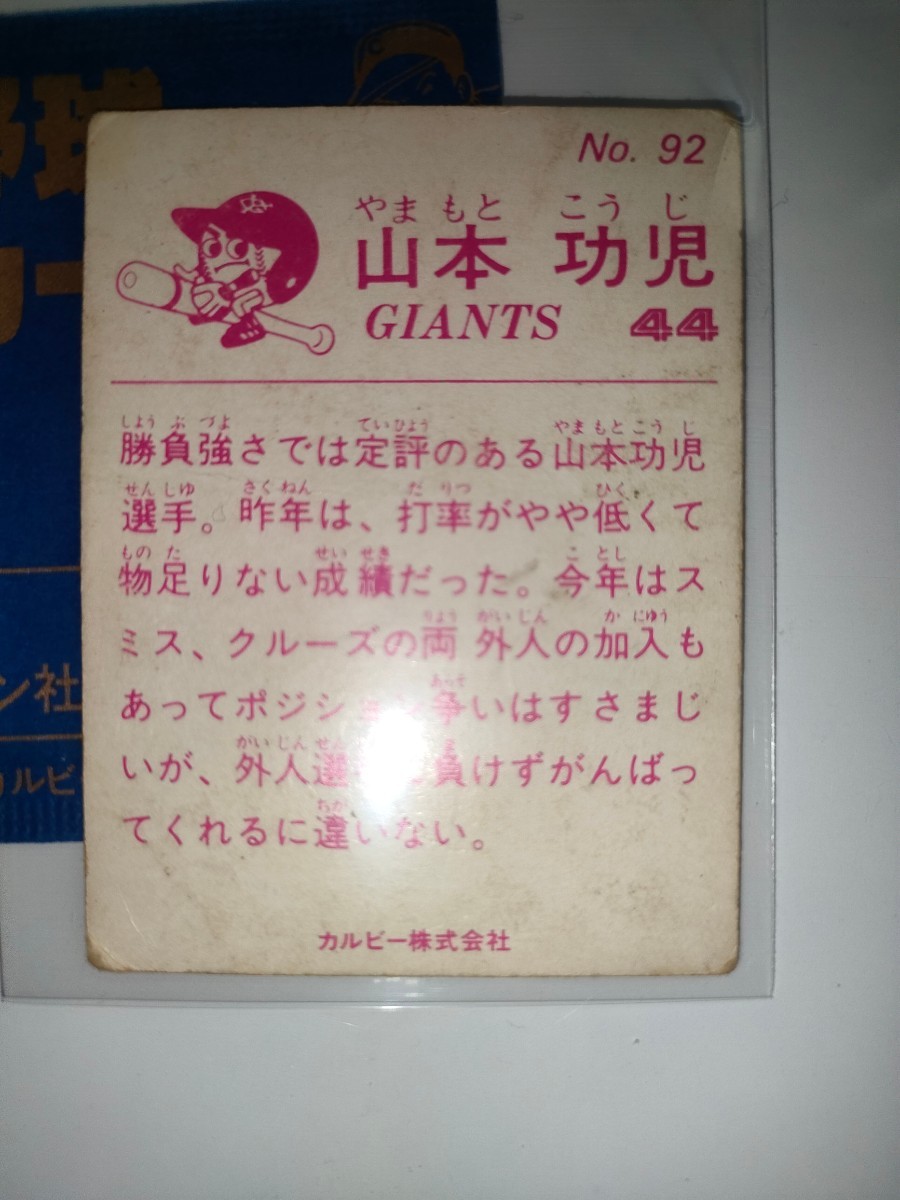 No. 92
やま もと こう じ
山本 功児
GIANTS 44
しょう ぶ づよ ていひょう やま もと こう じ
勝負強さでは定評のある山本功児
せん しゅ さく ねん だ りつ ひく
選手。昨年は、打率がやや低くて
もの た せい せき こ とし
物足りない成績だった。今年はス
りょう がい じん か にゅう
ミス、クルーズの両 外人の加入も
あらそ
あってポジション争いはすさまじ
がい じん せん ま
いが、外人選 負けずがんばっ
ちが
てくれるに違いない。
カルビー株式会社
球
ン社
カルビ